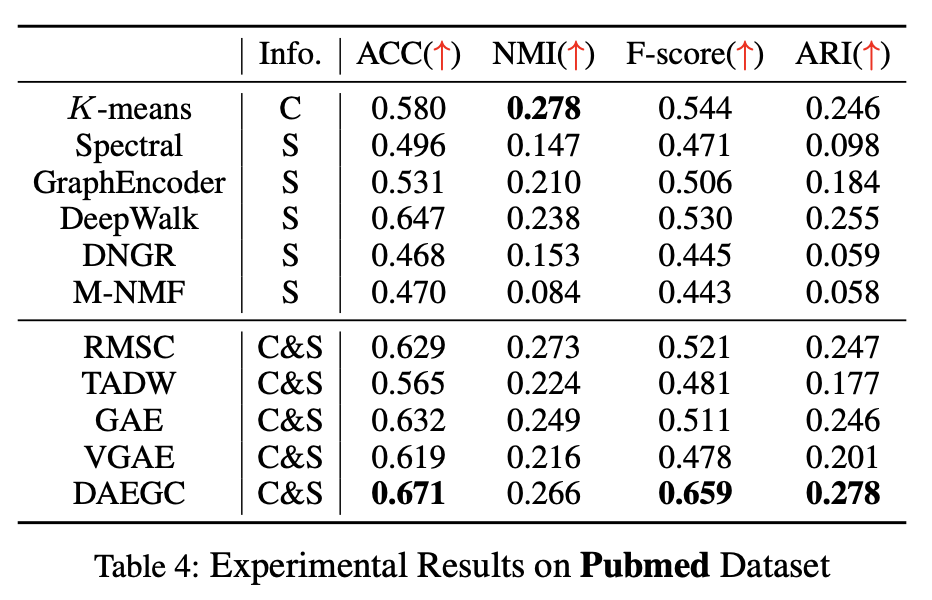 Info. ACC(↑) NMI(↑) F-score(↑) ARI(↑)
K-means C 0.580 0.278 0.544 0.246
Spectral S 0.496 0.147 0.471 0.098
GraphEncoder S 0.531 0.210 0.506 0.184
DeepWalk S 0.647 0.238 0.530 0.255
DNGR S 0.468 0.153 0.445 0.059
M-NMF S 0.470 0.084 0.443 0.058
RMSC C&S 0.629 0.273 0.521 0.247
TADW C&S 0.565 0.224 0.481 0.177
GAE C&S 0.632 0.249 0.511 0.246
VGAE C&S 0.619 0.216 0.478 0.201
DAEGC C&S 0.671 0.266 0.659 0.278
Table 4: Experimental Results on Pubmed Dataset